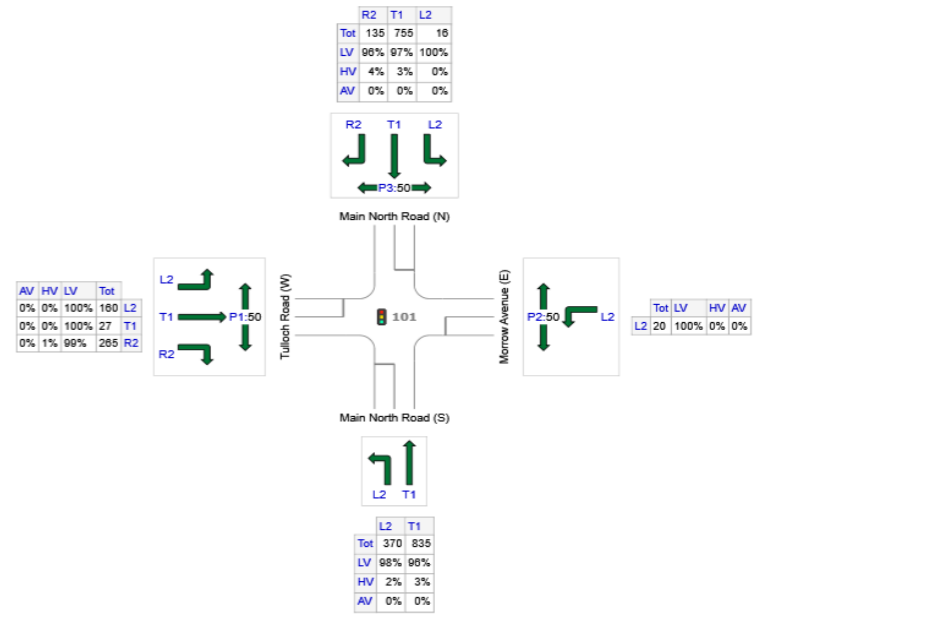 R2 T1 L2
Tot 135 755 16
LV 96% 97% 100%
HV 4% 3% 0%
AV 0% 0% 0%
R2 T1 L2
P3:50
Main North Road (N)
AV HV LV Tot
0% 0% 100% 160 L2
0% 0% 100% 27 T1
0% 1% 99% 265 R2
L2
T1
P1:50
R2
Tulloch Road (W)
101
Morrow Avenue (E)
P2:50
L2
Tot LV HV AV
L2 20 100% 0% 0%
Main North Road (S)
L2 T1
L2 T1
Tot 370 835
LV 98% 96%
HV 2% 3%
AV 0% 0%